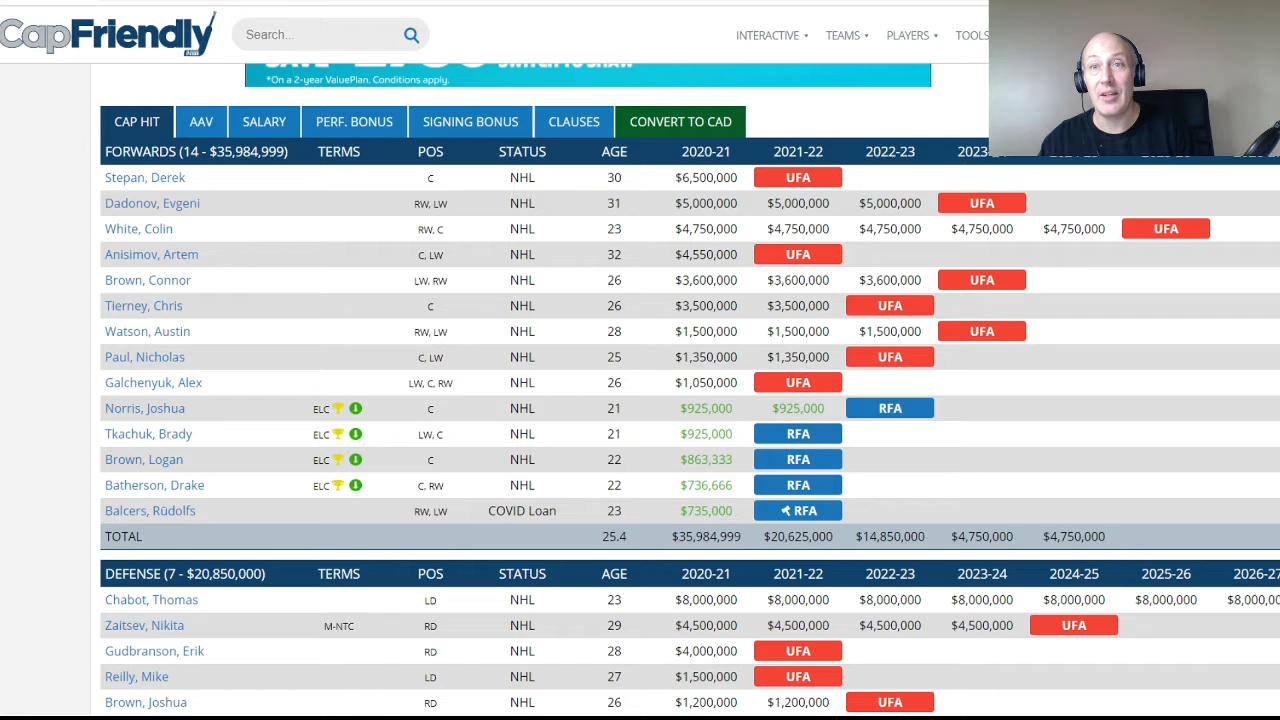 CapFriendly Search... INTERACTIVE TEAMS PLAYERS TOOLS
*On a 2-year ValuePlan. Conditions apply.
CAP HIT AAV SALARY PERF. BONUS SIGNING BONUS CLAUSES CONVERT TO CAD
FORWARDS (14 - $35,984,999) TERMS POS STATUS AGE 2020-21 2021-22 2022-23
Stepan, Derek C NHL 30 $6,500,000 UFA
Dadonov, Evgeni RW, LW NHL 31 $5,000,000 $5,000,000 $5,000,000 UFA
White, Colin RW, C NHL 23 $4,750,000 $4,750,000 $4,750,000 $4,750,000 $4,750,000 UFA
Anisimov, Artem C, LW NHL 32 $4,550,000 UFA
Brown, Connor LW, RW NHL 26 $3,600,000 $3,600,000 $3,600,000 UFA
Tierney, Chris C NHL 26 $3,500,000 $3,500,000 UFA
Watson, Austin RW, LW NHL 28 $1,500,000 $1,500,000 $1,500,000 UFA
Paul, Nicholas C, LW NHL 25 $1,350,000 $1,350,000 UFA
Galchenyuk, Alex LW, C, RW NHL 26 $1,050,000 UFA
Norris, Joshua ELC C NHL 21 $925,000 $925,000 RFA
Tkachuk, Brady ELC LW, C NHL 21 $925,000 RFA
Brown, Logan ELC C NHL 22 $863,333 RFA
Batherson, Drake ELC C, RW NHL 22 $736,666 RFA
Balcers, Rūdolfs RW, LW COVID Loan 23 $735,000 RFA
TOTAL 25.4 $35,984,999 $20,625,000 $14,850,000 $4,750,000 $4,750,000
DEFENSE (7 - $20,850,000) TERMS POS STATUS AGE 2020-21 2021-22 2022-23 2023-24 2024-25 2025-26 2026-27
Chabot, Thomas LD NHL 23 $8,000,000 $8,000,000 $8,000,000 $8,000,000 $8,000,000 $8,000,000 $8,000,00
Zaitsev, Nikita M-NTC RD NHL 29 $4,500,000 $4,500,000 $4,500,000 $4,500,000 UFA
Gudbranson, Erik RD NHL 28 $4,000,000 UFA
Reilly, Mike LD NHL 27 $1,500,000 UFA
Brown, Joshua RD NHL 26 $1,200,000 $1,200,000 UFA